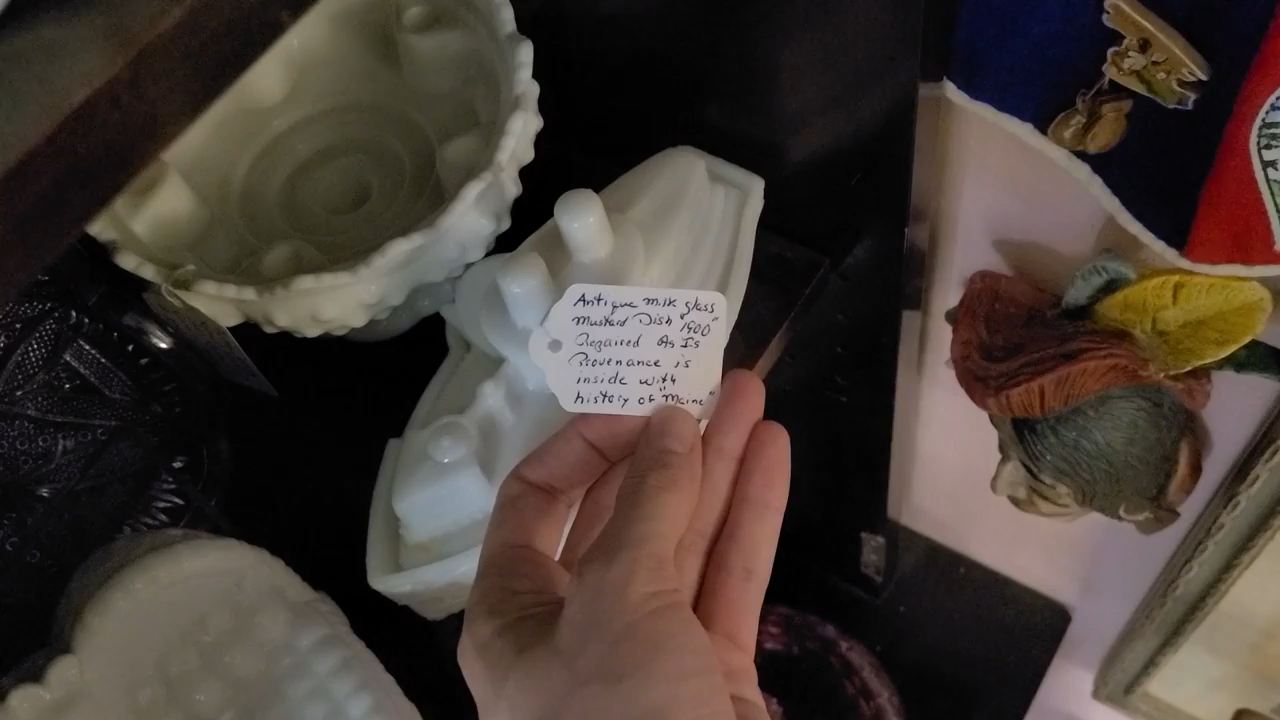 Antique milk glass
Mustard Dish 1900"
Repaired As Is
Provenance is
inside with
history of "Maine"